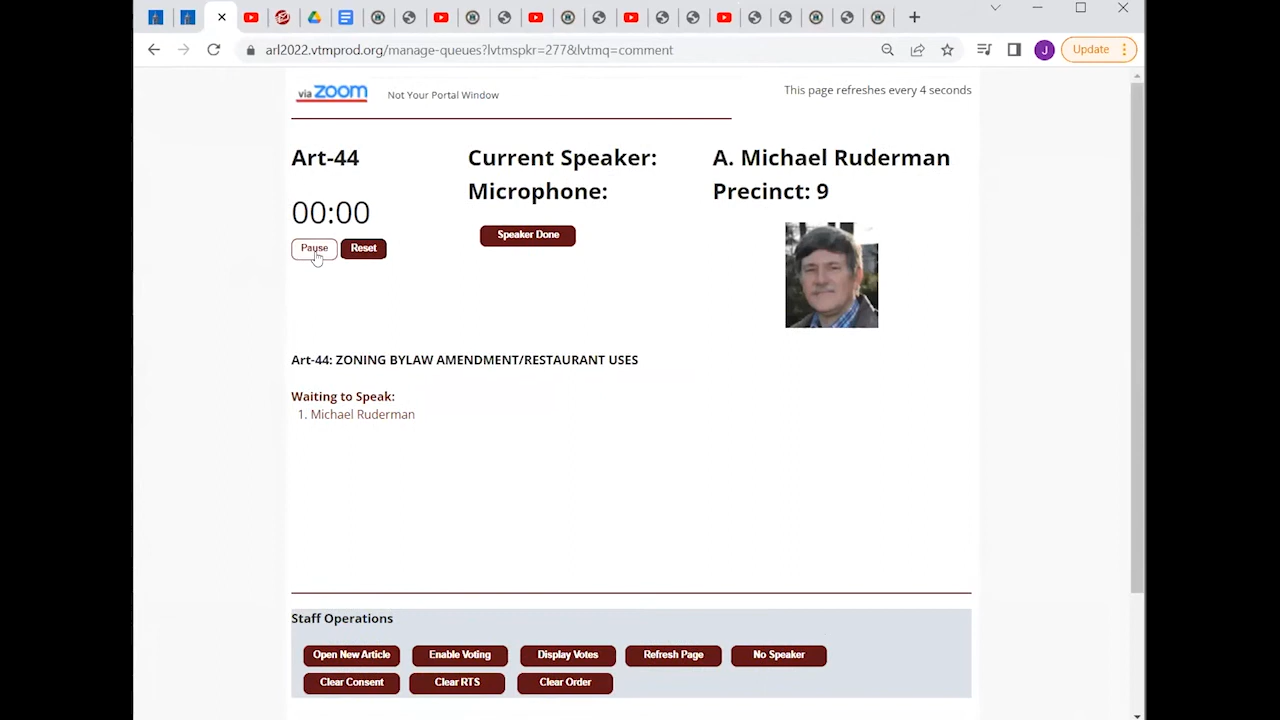 arl2022.vtmprod.org/manage-queues?lvtmspkr=277&lvtmq=comment
J
Update
via zoom
Not Your Portal Window
This page refreshes every 4 seconds
Art-44
Current Speaker:
A. Michael Ruderman
Microphone:
Precinct: 9
00:00
Speaker Done
Pause
Reset
Art-44: ZONING BYLAW AMENDMENT/RESTAURANT USES
Waiting to Speak:
1. Michael Ruderman
Staff Operations
Open New Article
Enable Voting
Display Votes
Refresh Page
No Speaker
Clear Consent
Clear RTS
Clear Order